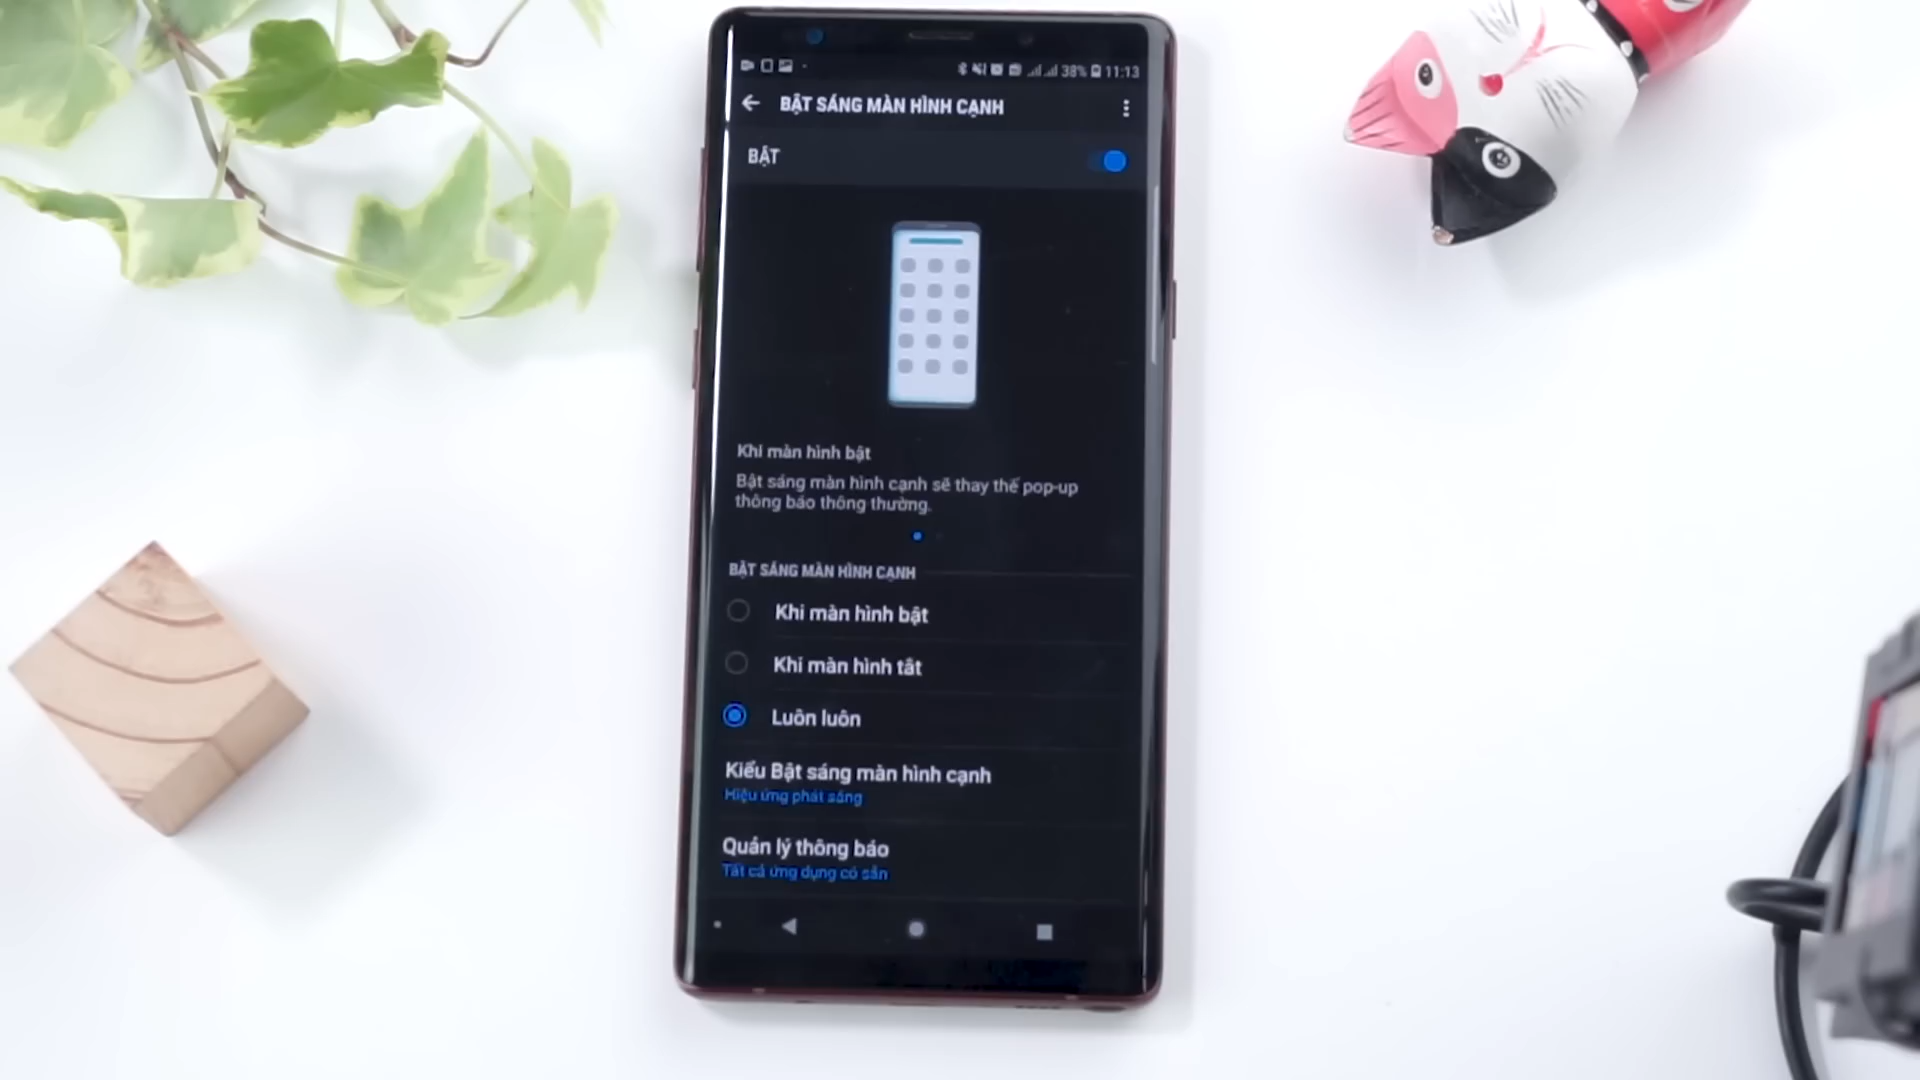 38% 11:13
BẬT SÁNG MÀN HÌNH CẠNH
BẬT
Khi màn hình bật
Bật sáng màn hình cạnh sẽ thay thế pop-up
thông báo thông thường.
BẬT SÁNG MÀN HÌNH CẠNH
Khi màn hình bật
Khi màn hình tắt
Luôn luôn
Kiểu Bật sáng màn hình cạnh
Hiệu ứng phát sáng
Quản lý thông báo
Tất cả ứng dụng có sẵn